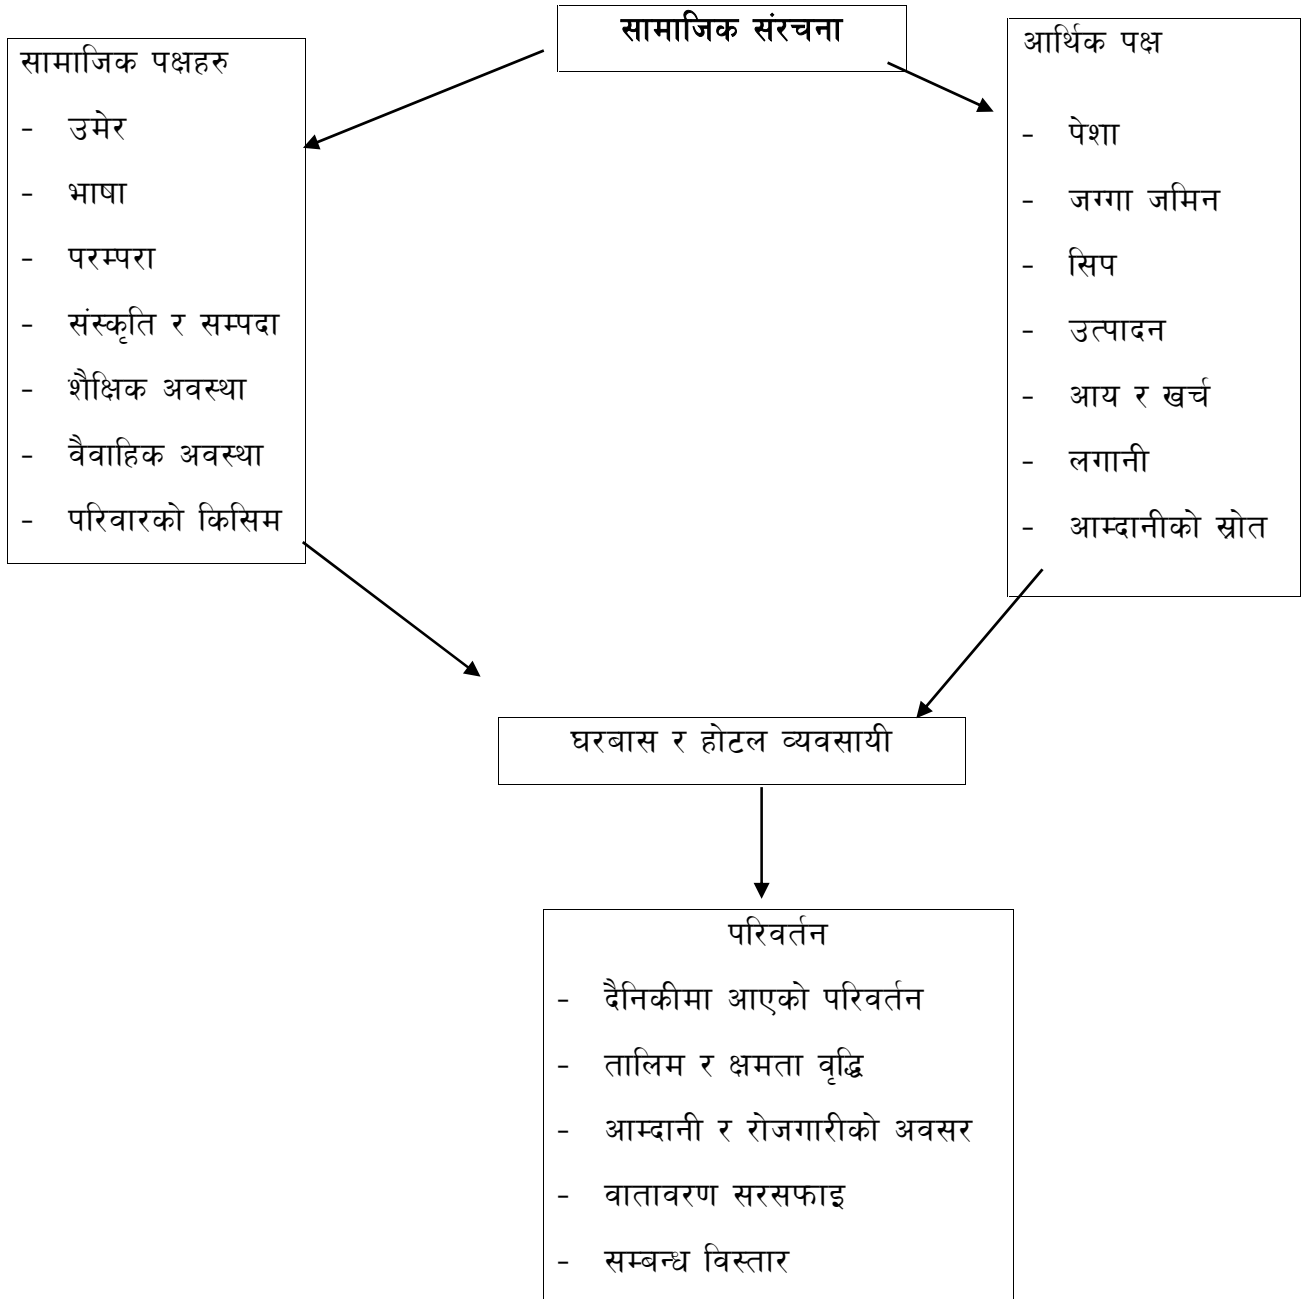 सामाजिक संरचना
सामाजिक पक्षहरु
- उमेर
- भाषा
- परम्परा
- संस्कृति र सम्पदा
- शैक्षिक अवस्था
- वैवाहिक अवस्था
- परिवारको किसिम
आर्थिक पक्ष
- पेशा
- जग्गा जमिन
- सिप
- उत्पादन
- आय र खर्च
- लगानी
- आम्दानीको स्रोत
घरबास र होटल व्यवसायी
परिवर्तन
- दैनिकीमा आएको परिवर्तन
- तालिम र क्षमता वृद्धि
- आम्दानी र रोजगारीको अवसर
- वातावरण सरसफाइ
- सम्बन्ध विस्तार